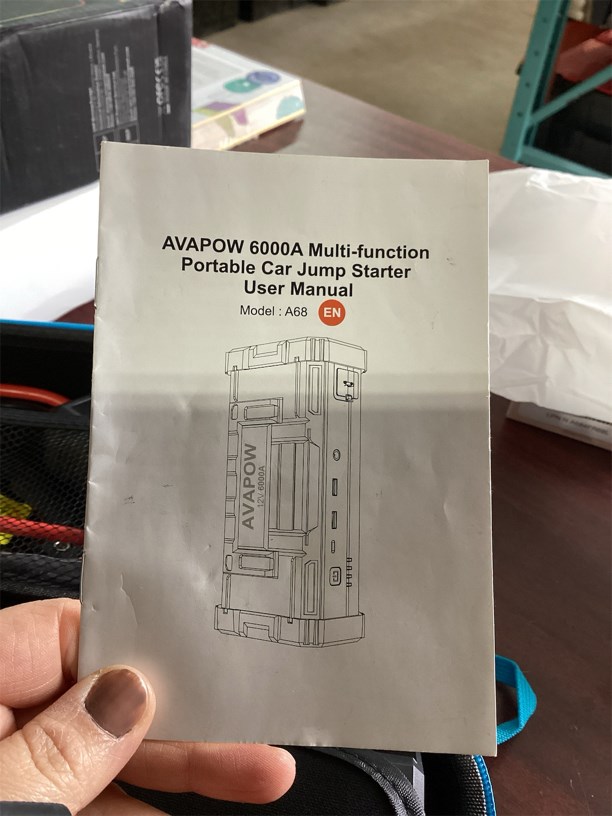 AVAPOW 6000A Multi-function
Portable Car Jump Starter
User Manual
Model : A68 EN
AVAPOW
12V 6000A